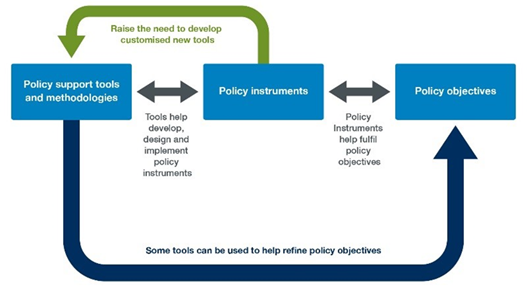 Raise the need to develop
customised new tools
Policy support tools
and methodologies
Policy instruments
Policy objectives
Tools help
develop,
design and
implement
policy
instruments
Policy
Instruments
help fulfil
policy
objectives
Some tools can be used to help refine policy objectives